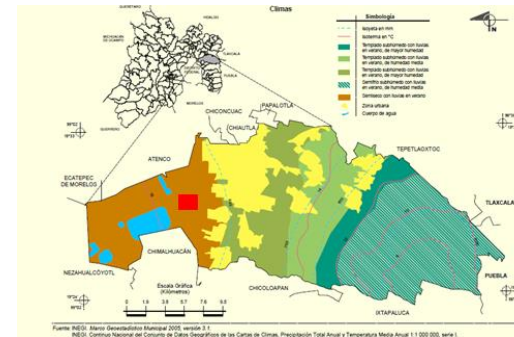 Climas
QUERÉTARO
HIDALGO
MICHOACÁN
DE OCAMPO
TLAXCALA
PUEBLA
MORELOS
GUERRERO
N
Simbología
Isoyeta en mm
Isoterma en °C
Templado subhúmedo con lluvias
en verano, de mayor humedad
Templado subhúmedo con lluvias
en verano, de humedad media
Templado subhúmedo con lluvias
en verano, de menor humedad
Semifrío subhúmedo con lluvias
en verano, de humedad media
Semiseco con lluvias en verano
Zona urbana
Cuerpo de agua
PAPALOTLA
CHICONCUAC
CHIAUTLA
ATENCO
TEPETLAOXTOC
ECATEPEC
DE MORELOS
TLAXCALA
PUEBLA
CHIMALHUACÁN
NEZAHUALCÓYOTL
CHICOLOAPAN
IXTAPALUCA
Escala Gráfica
(Kilómetros)
Fuente: INEGI. Marco Geoestadístico Municipal 2005, versión 3.1.
INEGI. Continuo Nacional del Conjunto de Datos Geográficos de las Cartas de Climas, Precipitación Total Anual y Temperatura Media Anual 1:1 000 000, serie I.